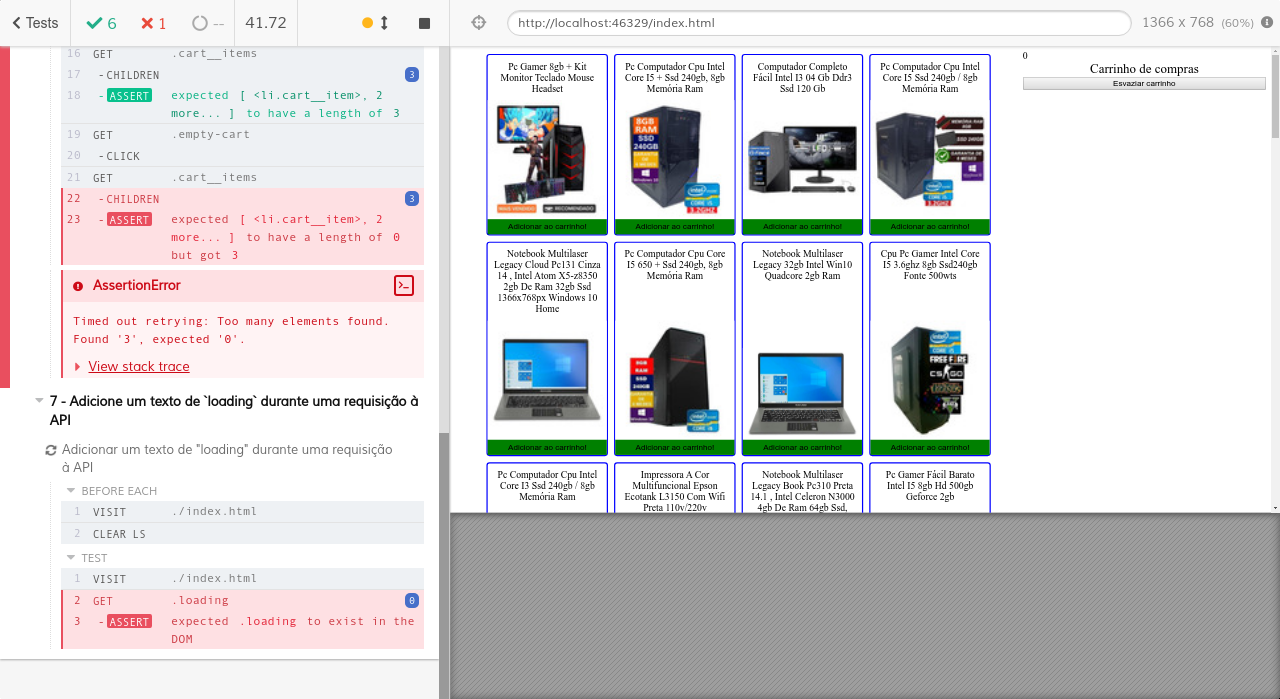 Tests
6
1
--
41.72
http://localhost:46329/index.html
1366 x 768 (60%)
16 GET .cart__items
17 -CHILDREN 3
18 -ASSERT expected [ <li.cart__item>, 2
more... ] to have a length of 3
19 GET .empty-cart
20 -CLICK
21 GET .cart__items
22 -CHILDREN 3
23 -ASSERT expected [ <li.cart__item>, 2
more... ] to have a length of 0
but got 3
AssertionError
Timed out retrying: Too many elements found.
Found '3', expected '0'.
View stack trace
7 - Adicione um texto de `loading` durante uma requisição à
API
Adicionar um texto de "loading" durante uma requisição
à API
BEFORE EACH
1 VISIT ./index.html
2 CLEAR LS
TEST
1 VISIT ./index.html
2 GET .loading 0
3 -ASSERT expected .loading to exist in the
DOM
Pc Gamer 8gb + Kit
Monitor Teclado Mouse
Headset
MAIS VENDIDO
RECOMENDADO
Adicionar ao carrinho!
Pc Computador Cpu Intel
Core I5 + Ssd 240gb, 8gb
Memória Ram
8GB
RAM
SSD
240GB
3.2GHZ
Adicionar ao carrinho!
Computador Completo
Fácil Intel I3 04 Gb Ddr3
Ssd 120 Gb
Adicionar ao carrinho!
Pc Computador Cpu Intel
Core I5 Ssd 240gb / 8gb
Memória Ram
Adicionar ao carrinho!
Notebook Multilaser
Legacy Cloud Pc131 Cinza
14 , Intel Atom X5-z8350
2gb De Ram 32gb Ssd
1366x768px Windows 10
Home
Adicionar ao carrinho!
Pc Computador Cpu Core
I5 650 + Ssd 240gb, 8gb
Memória Ram
Adicionar ao carrinho!
Notebook Multilaser
Legacy 32gb Intel Win10
Quadcore 2gb Ram
Adicionar ao carrinho!
Cpu Pc Gamer Intel Core
I5 3.6ghz 8gb Ssd240gb
Fonte 500wts
FREE FIRE
CS:GO
Adicionar ao carrinho!
Pc Computador Cpu Intel
Core I3 Ssd 240gb / 8gb
Memória Ram
Impressora A Cor
Multifuncional Epson
Ecotank L3150 Com Wifi
Preta 110v/220v
Notebook Multilaser
Legacy Book Pc310 Preta
14.1 , Intel Celeron N3000
4gb De Ram 64gb Ssd,
Pc Gamer Fácil Barato
Intel I5 8gb Hd 500gb
Geforce 2gb
0
Carrinho de compras
Esvaziar carrinho